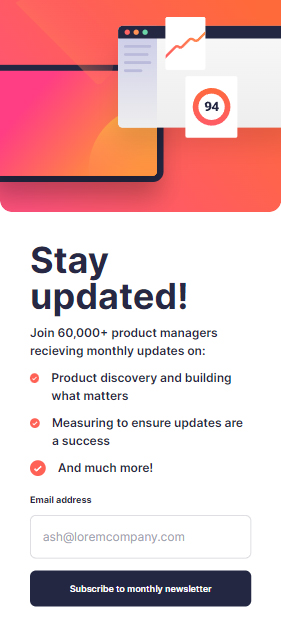 94
Stay
updated!
Join 60,000+ product managers
recieving monthly updates on:
Product discovery and building
what matters
Measuring to ensure updates are
a success
And much more!
Email address
ash@loremcompany.com
Subscribe to monthly newsletter